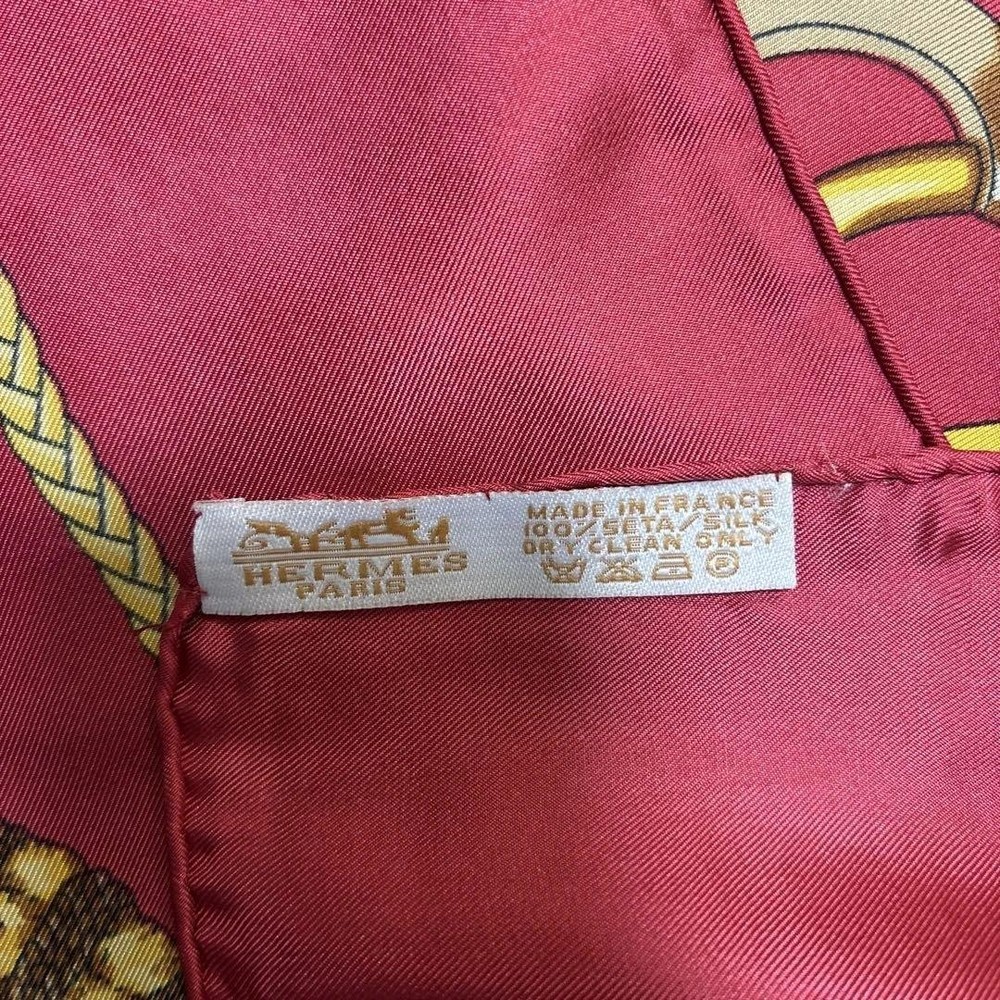 HERMES
PARIS
MADE IN FRANCE
100%/SETA/SILK
DRY CLEAN ONLY
P